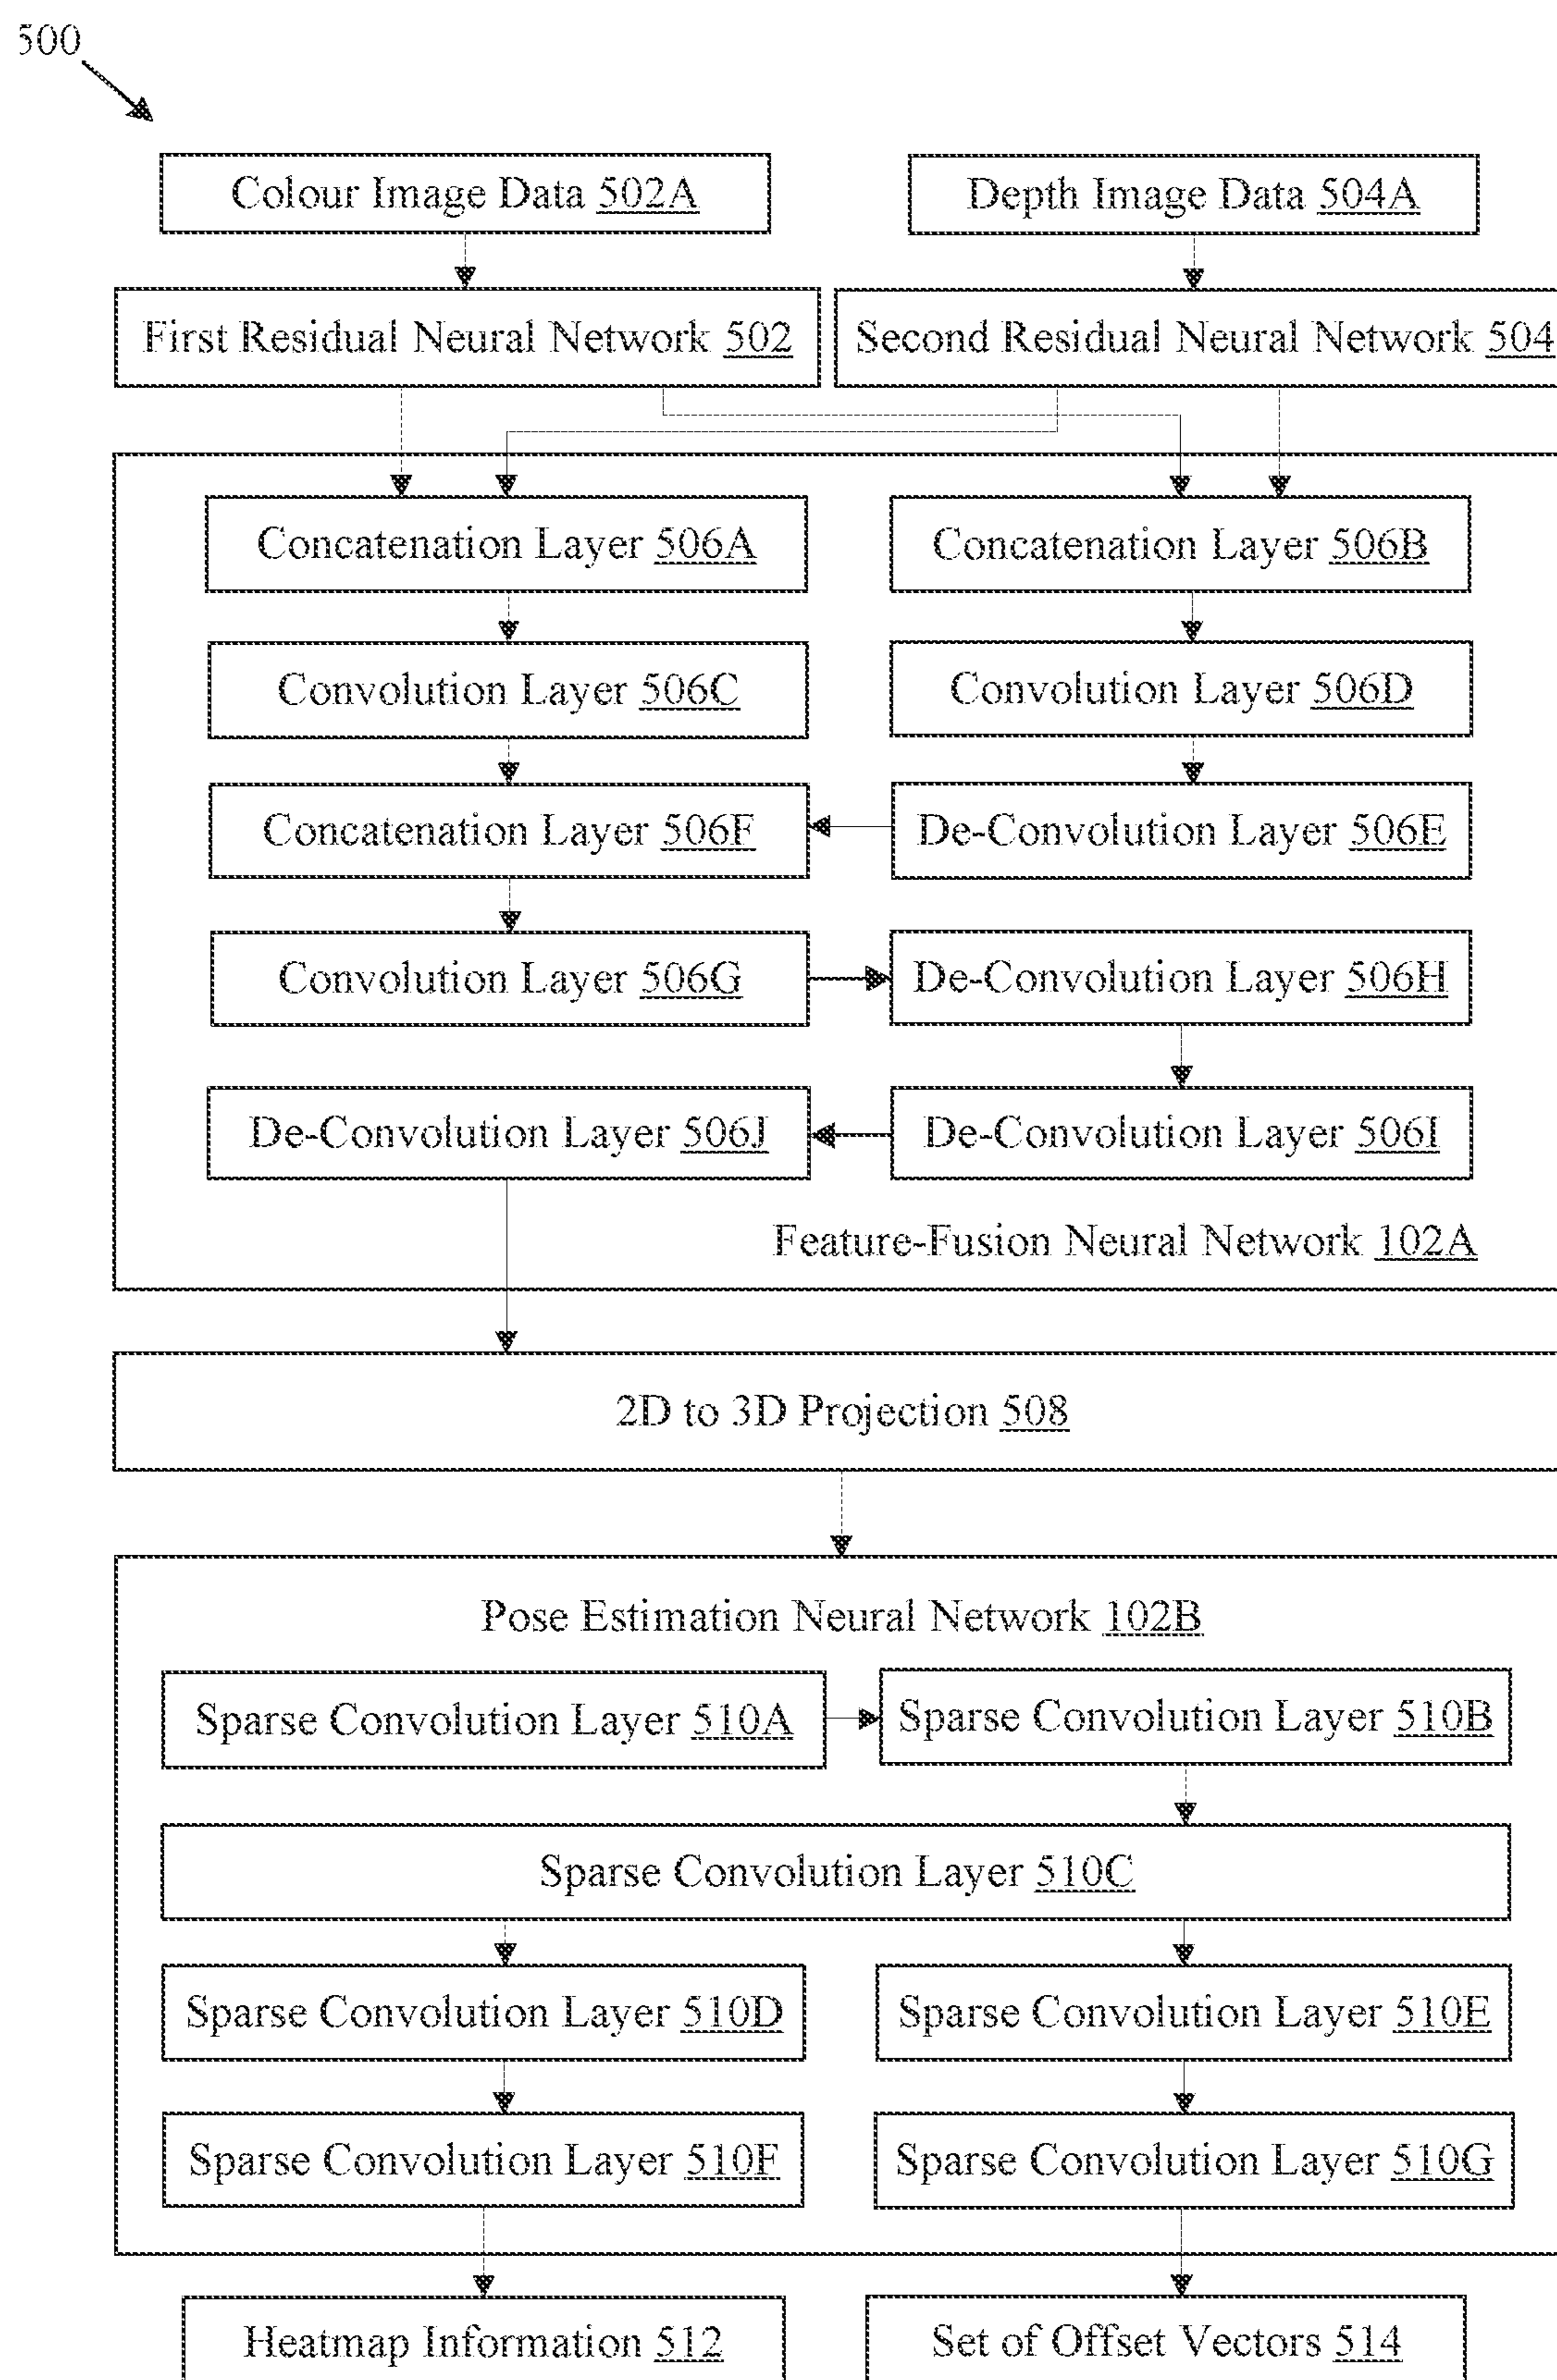 500
Colour Image Data 502A
Depth Image Data 504A
First Residual Neural Network 502
Second Residual Neural Network 504
Concatenation Layer 506A
Concatenation Layer 506B
Convolution Layer 506C
Convolution Layer 506D
Concatenation Layer 506F
De-Convolution Layer 506E
Convolution Layer 506G
De-Convolution Layer 506H
De-Convolution Layer 506J
De-Convolution Layer 506I
Feature-Fusion Neural Network 102A
2D to 3D Projection 508
Pose Estimation Neural Network 102B
Sparse Convolution Layer 510A
Sparse Convolution Layer 510B
Sparse Convolution Layer 510C
Sparse Convolution Layer 510D
Sparse Convolution Layer 510E
Sparse Convolution Layer 510F
Sparse Convolution Layer 510G
Heatmap Information 512
Set of Offset Vectors 514